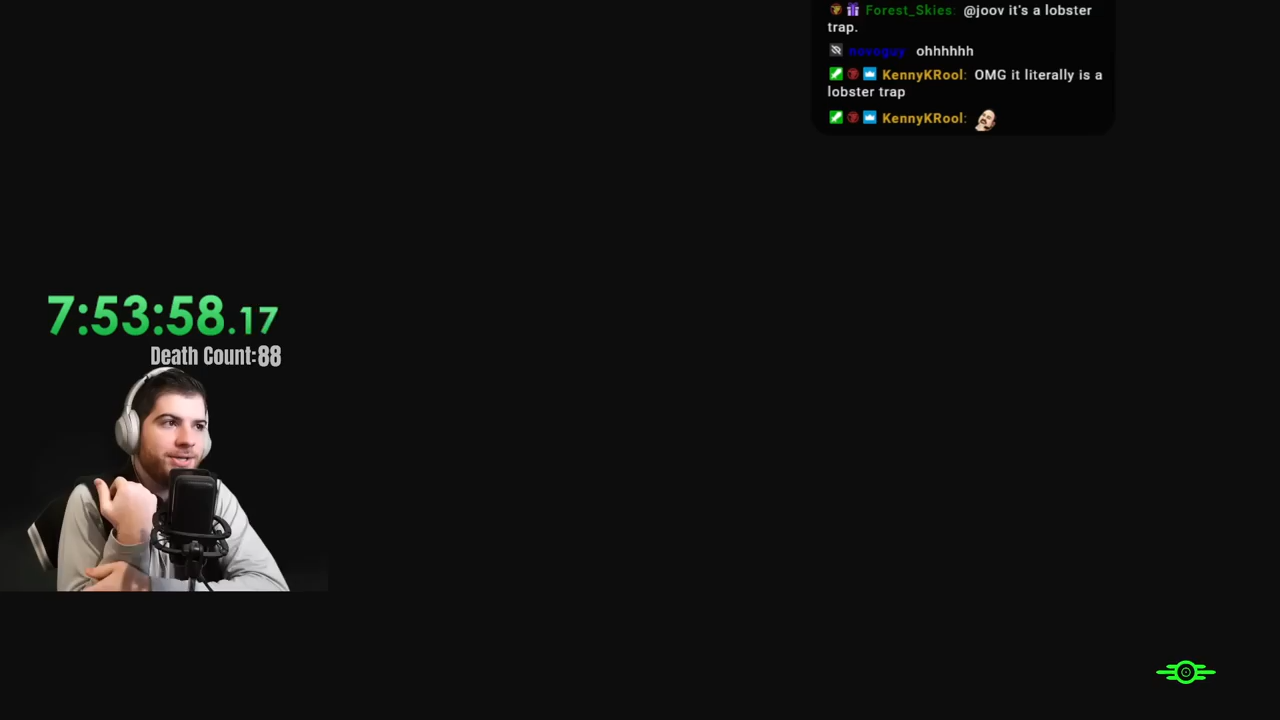 Forest_Skies: @joov it's a lobster
trap.
novoguy: ohhhhhh
KennyKRool: OMG it literally is a
lobster trap
KennyKRool:
7:53:58.17
Death Count:88